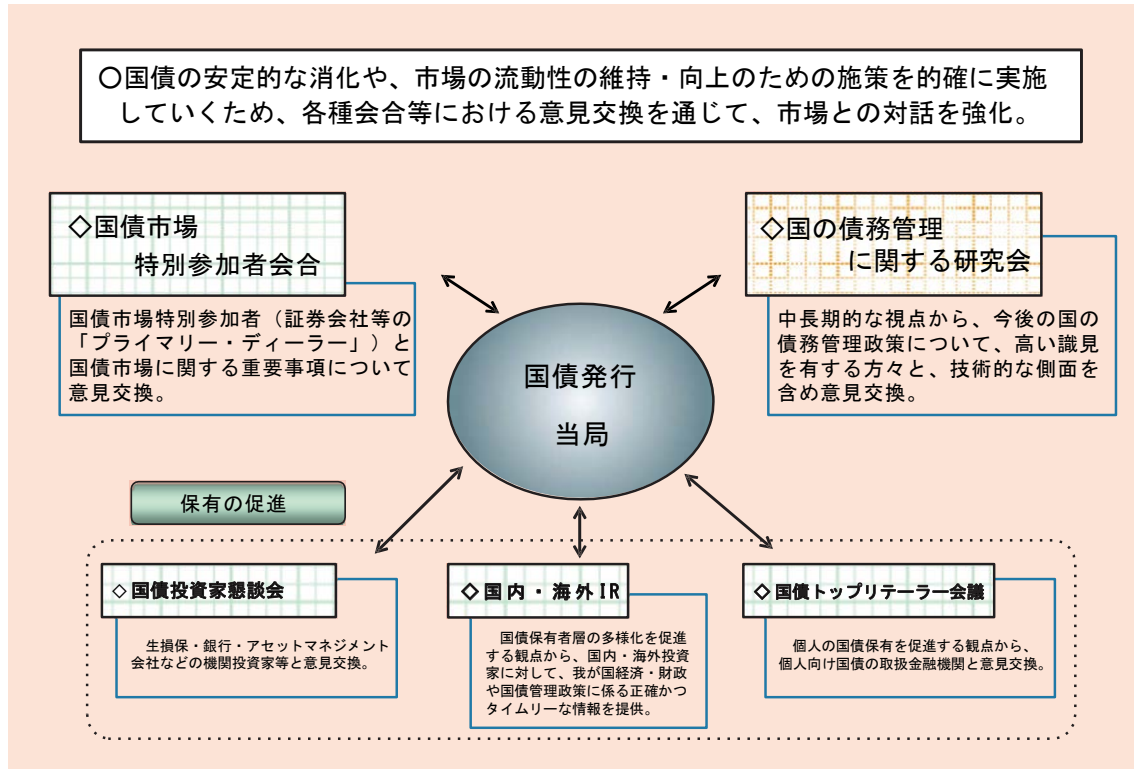 〇国債の安定的な消化や、市場の流動性の維持・向上のための施策を的確に実施
していくため、各種会合等における意見交換を通じて、市場との対話を強化。
◇国債市場
特別参加者会合
国債市場特別参加者(証券会社等の
「プライマリー・ディーラー」)と
国債市場に関する重要事項について
意見交換。
◇国の債務管理
に関する研究会
中長期的な視点から、今後の国の
債務管理政策について、高い識見
を有する方々と、技術的な側面を
含め意見交換。
国債発行
当局
保有の促進
◇国債投資家懇談会
生損保・銀行・アセットマネジメント
会社などの機関投資家等と意見交換。
◇国内・海外IR
国債保有者層の多様化を促進
する観点から、国内・海外投資
家に対して、我が国経済・財政
や国債管理政策に係る正確かつ
タイムリーな情報を提供。
◇国債トップリテーラー会議
個人の国債保有を促進する観点から、
個人向け国債の取扱金融機関と意見交換。